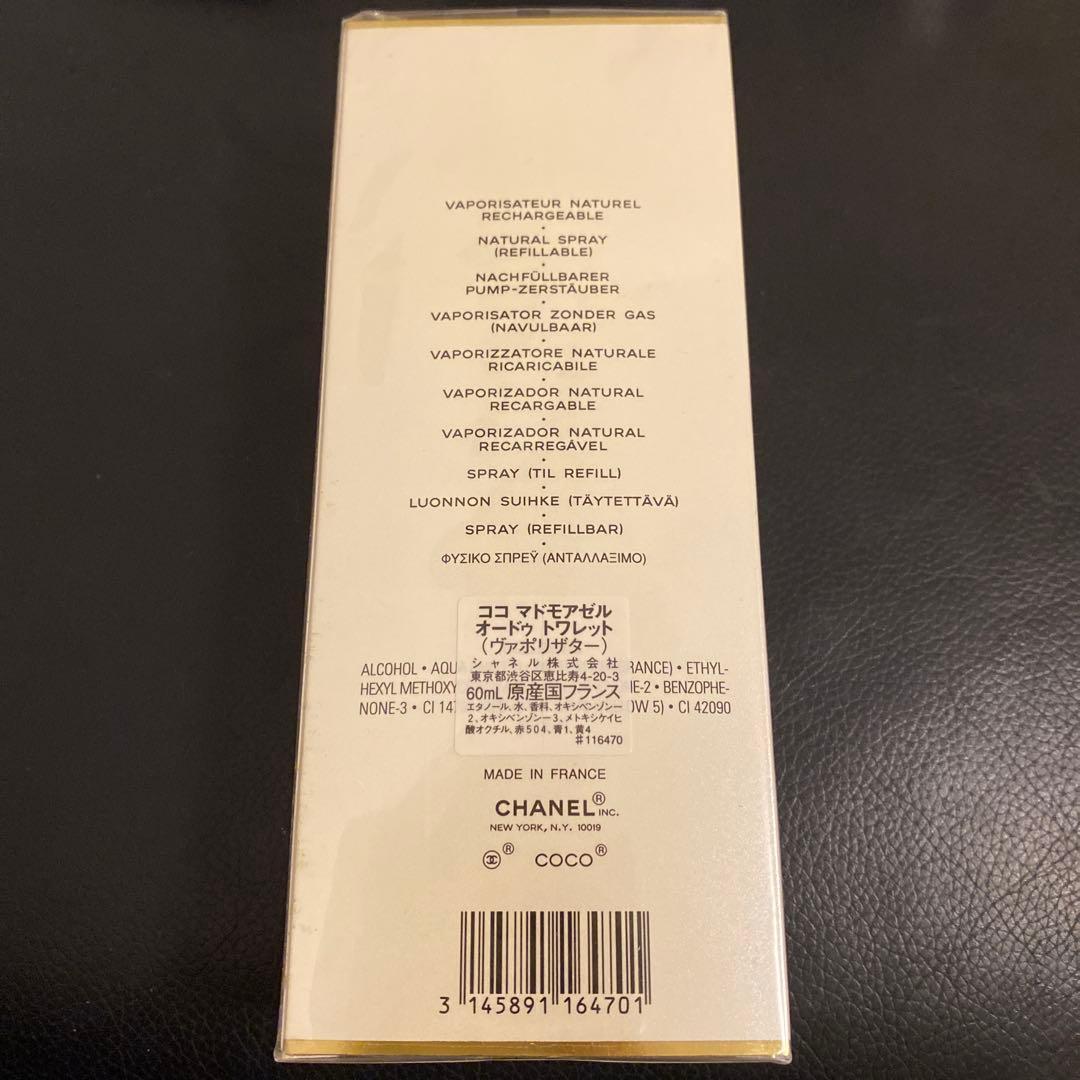 VAPORISATEUR NATUREL
RECHARGEABLE
NATURAL SPRAY
(REFILLABLE)
NACHFÜLLBARER
PUMP-ZERSTÄUBER
VAPORISATOR ZONDER GAS
(NAVULBAAR)
VAPORIZZATORE NATURALE
RICARICABILE
VAPORIZADOR NATURAL
RECARGABLE
VAPORIZADOR NATURAL
RECARREGÁVEL
SPRAY (TIL REFILL)
LUONNON SUIHKE (TÄYTETTÄVÄ)
SPRAY (REFILLBAR)
ΦΥΣΙΚΟ ΣΠΡΕΫ (ΑΝΤΑΛΛΑΞΙΜΟ)
ココ マドモアゼル
オードゥ トワレット
(ヴァポリザター)
シャネル株式会社
東京都渋谷区恵比寿4-20-3
60mL 原産国フランス
エタノール、水、香料、オキシベンゾン-
2、オキシベンゾン-3、メトキシケイヒ
酸オクチル、赤504、青1、黄4
#116470
ALCOHOL • AQU RANCE) • ETHYL-
HEXYL METHOXY NE-2 • BENZOPHE-
NONE-3 • CI 147 OW 5) • CI 42090
MADE IN FRANCE
CHANEL® INC.
NEW YORK, N.Y. 10019
® COCO®
3 145891 164701